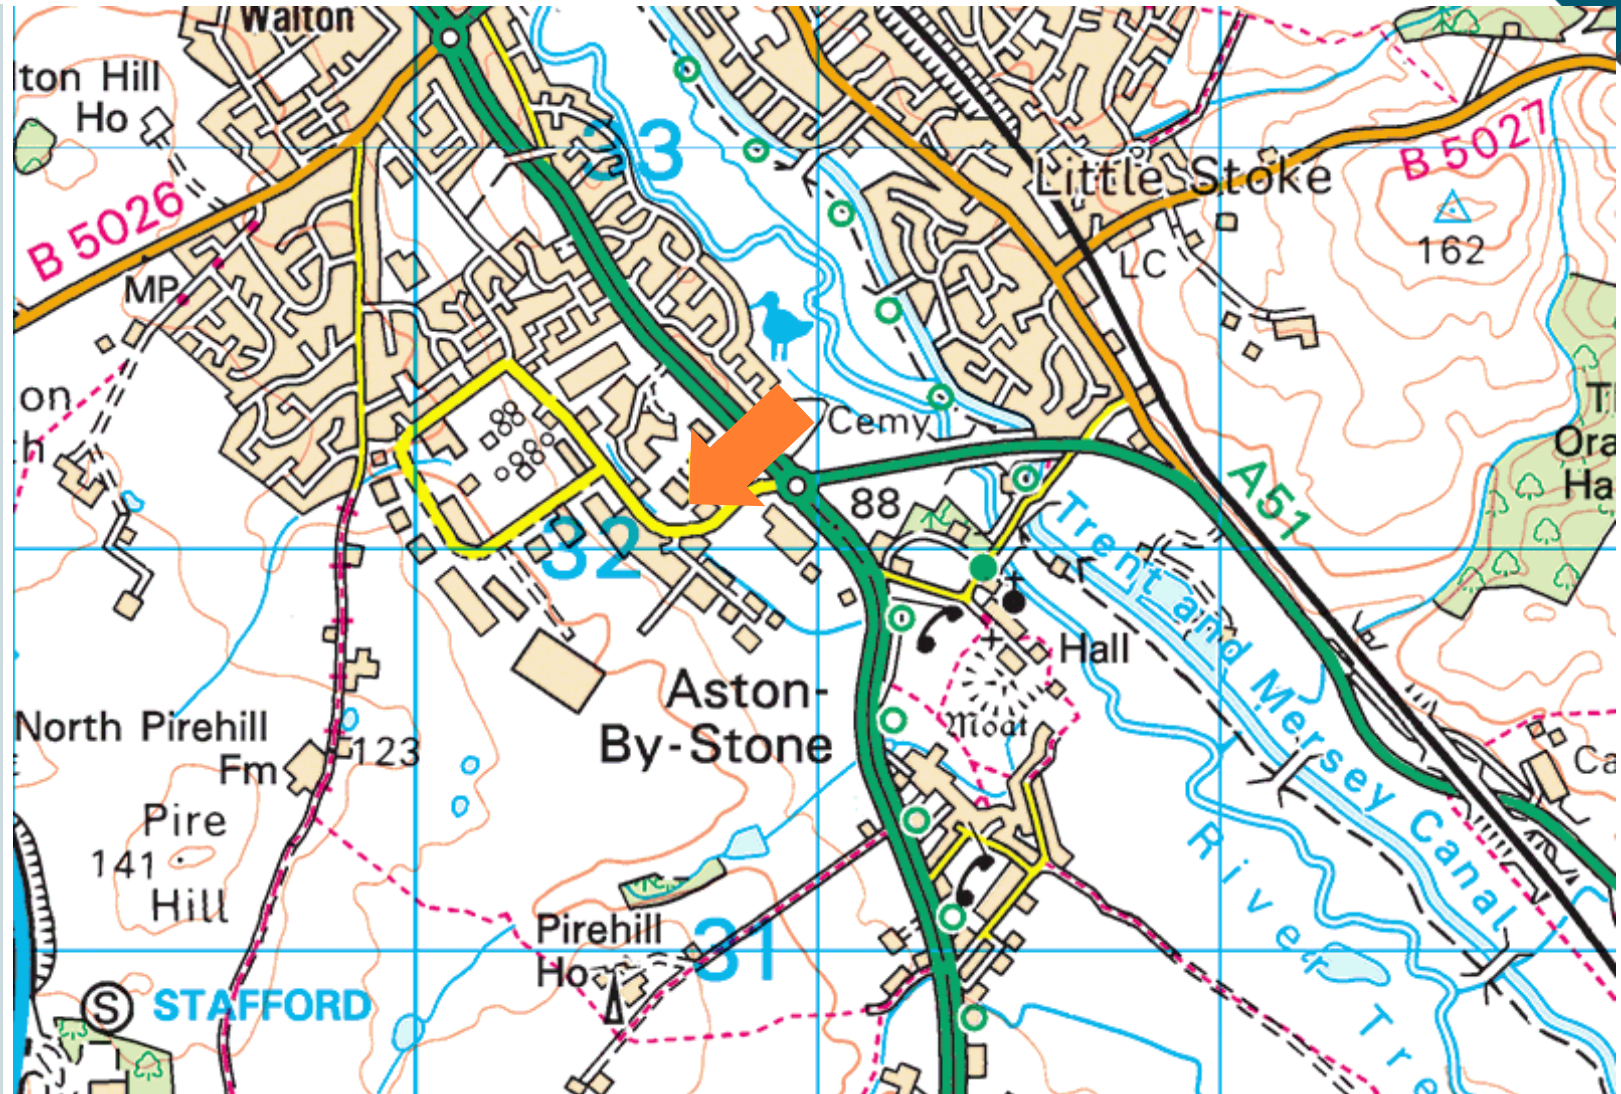 Walton
ton Hill
Ho
33
Little Stoke
B 5027
B 5026
162
LC
MP
on
h
Cemy
88
A51
32
Trent and Mersey Canal
Hall
Aston-
By-Stone
Moat
North Pirehill
Fm
123
Pire
141
Hill
Ca
River Tre
Pirehill
Ho
31
S
STAFFORD
Ora
Ha